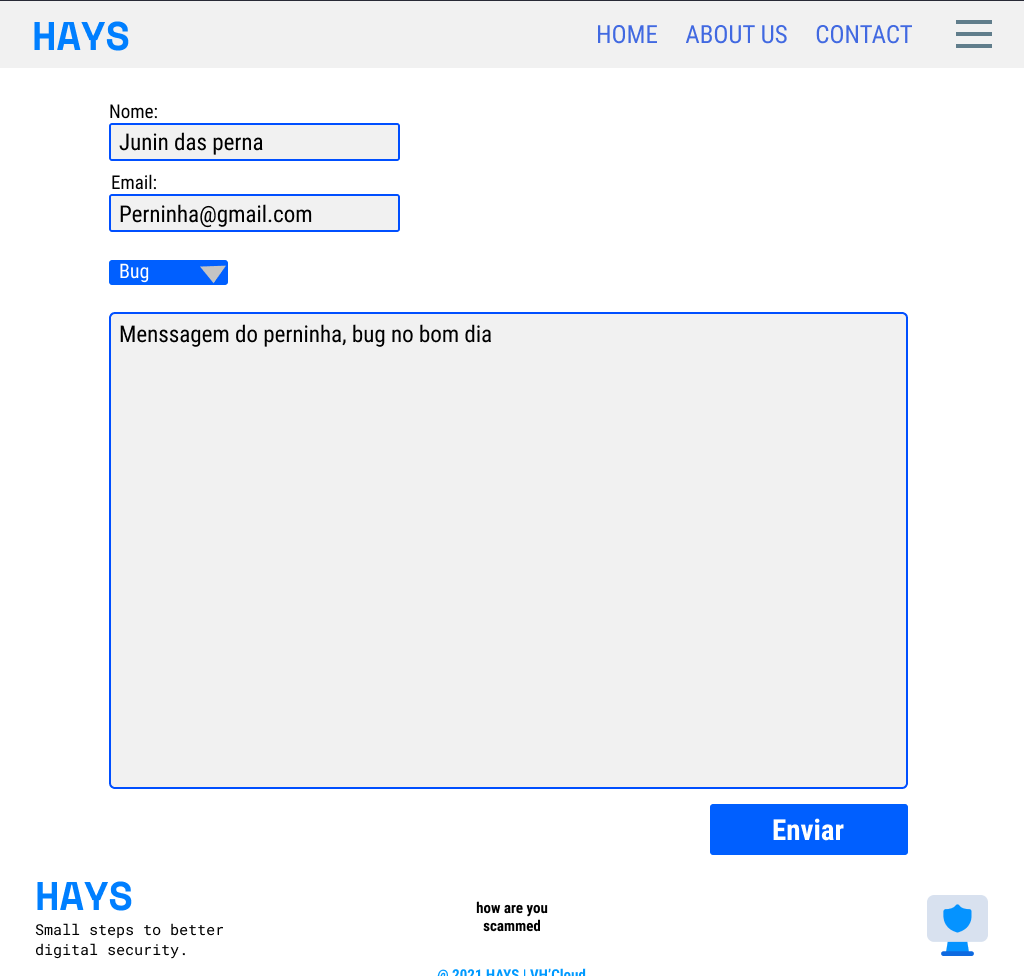 HAYS
HOME ABOUT US CONTACT
Nome:
Junin das perna
Email:
Perninha@gmail.com
Bug
Menssagem do perninha, bug no bom dia
Enviar
HAYS
Small steps to better
digital security.
how are you
scammed
@ 2021 HAYS | VH'Cloud